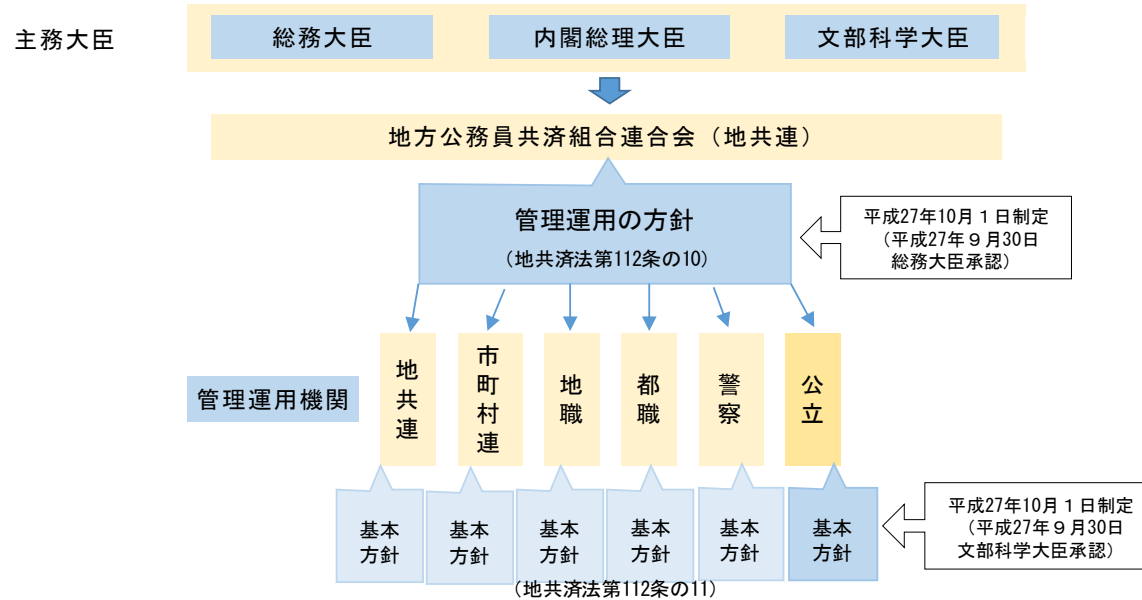 主務大臣
総務大臣
内閣総理大臣
文部科学大臣
地方公務員共済組合連合会（地共連）
管理運用の方針
（地共済法第112条の10）
平成27年10月１日制定
（平成27年９月30日
総務大臣承認）
管理運用機関
地共連
市町村連
地職
都職
警察
公立
基本
方針
基本
方針
基本
方針
基本
方針
基本
方針
基本
方針
（地共済法第112条の11）
平成27年10月１日制定
（平成27年９月30日
文部科学大臣承認）